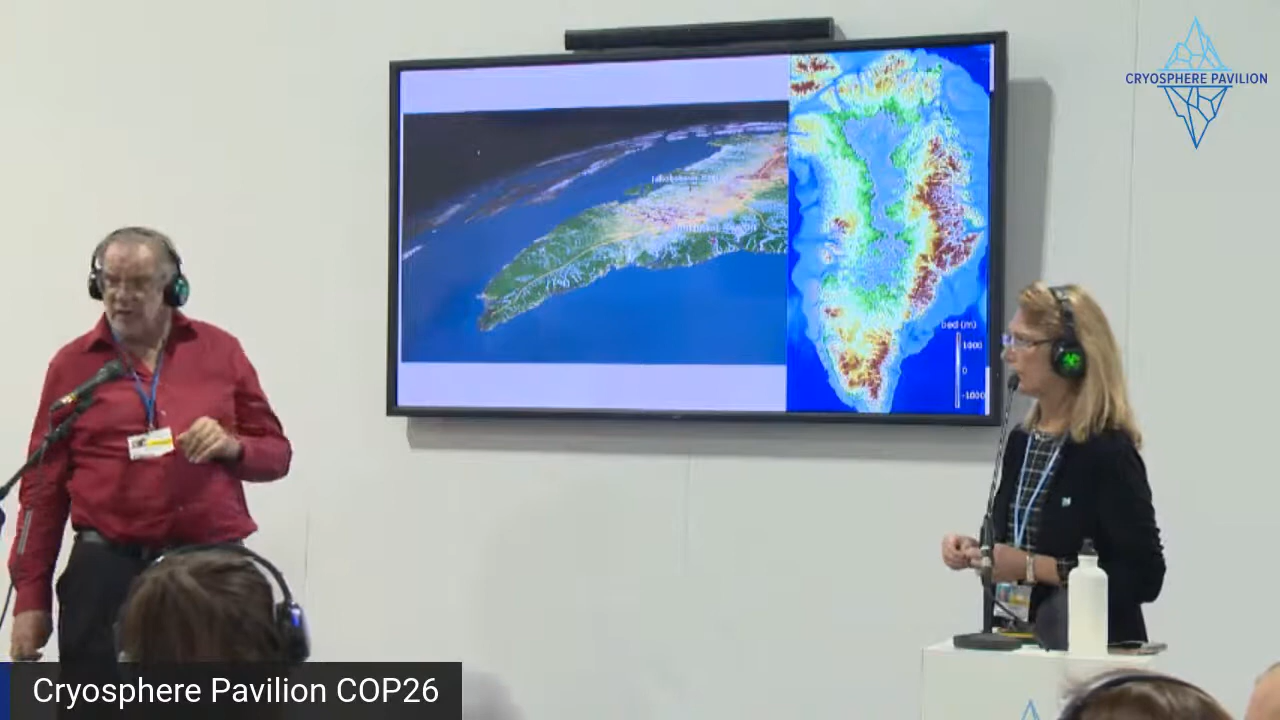 CRYOSPHERE PAVILION
bed (m)
1000
0
-1000
Cryosphere Pavilion COP26